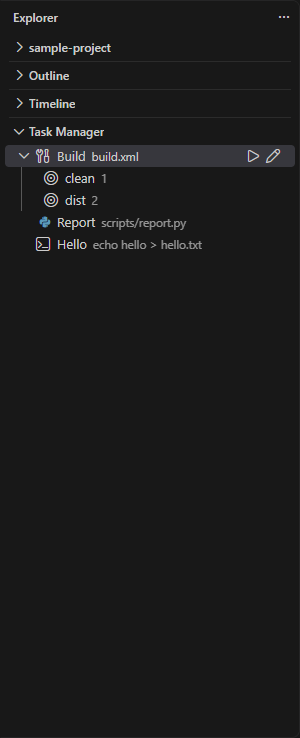 Explorer
sample-project
Outline
Timeline
Task Manager
Build build.xml
clean 1
dist 2
Report scripts/report.py
Hello echo hello > hello.txt